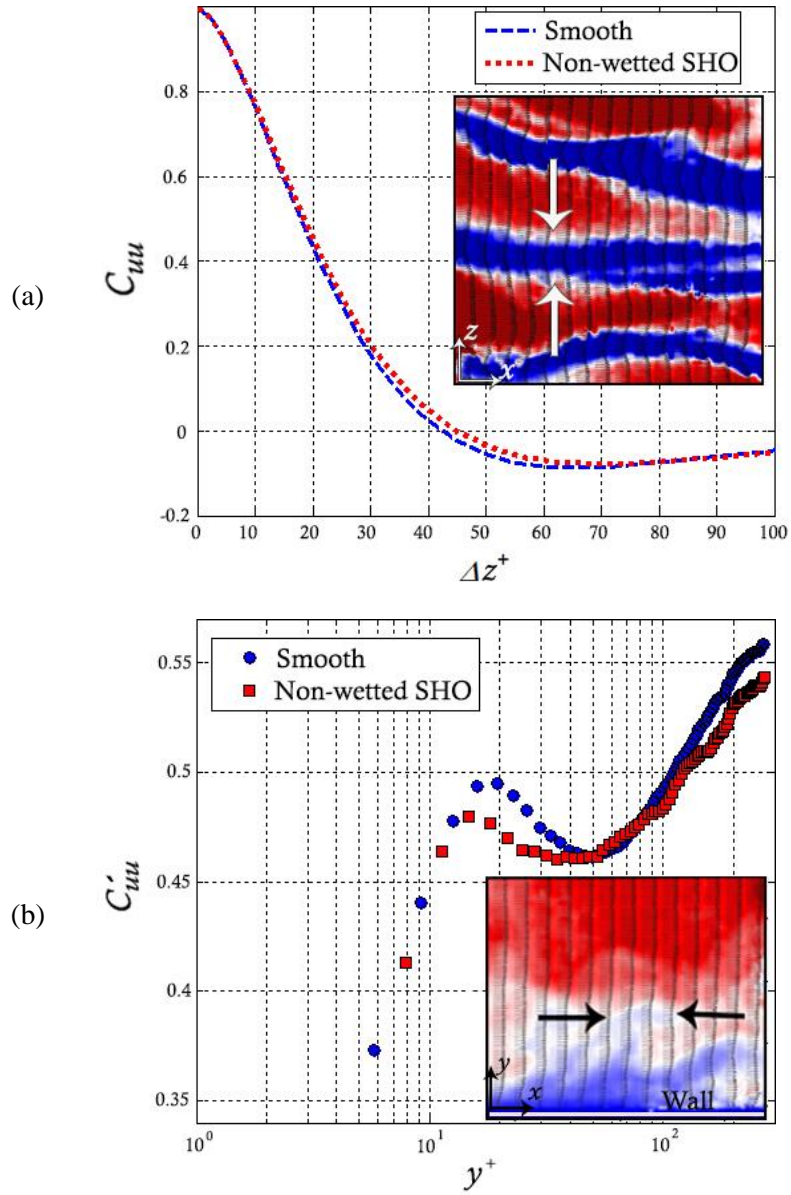 (a)
Smooth
Non-wetted SHO
C_uu
0.8
0.6
0.4
0.2
0
-0.2
z
x
0 10 20 30 40 50 60 70 80 90 100
Δz⁺
(b)
Smooth
Non-wetted SHO
C′_uu
0.55
0.5
0.45
0.4
0.35
y
x
Wall
10⁰ 10¹ 10²
y⁺